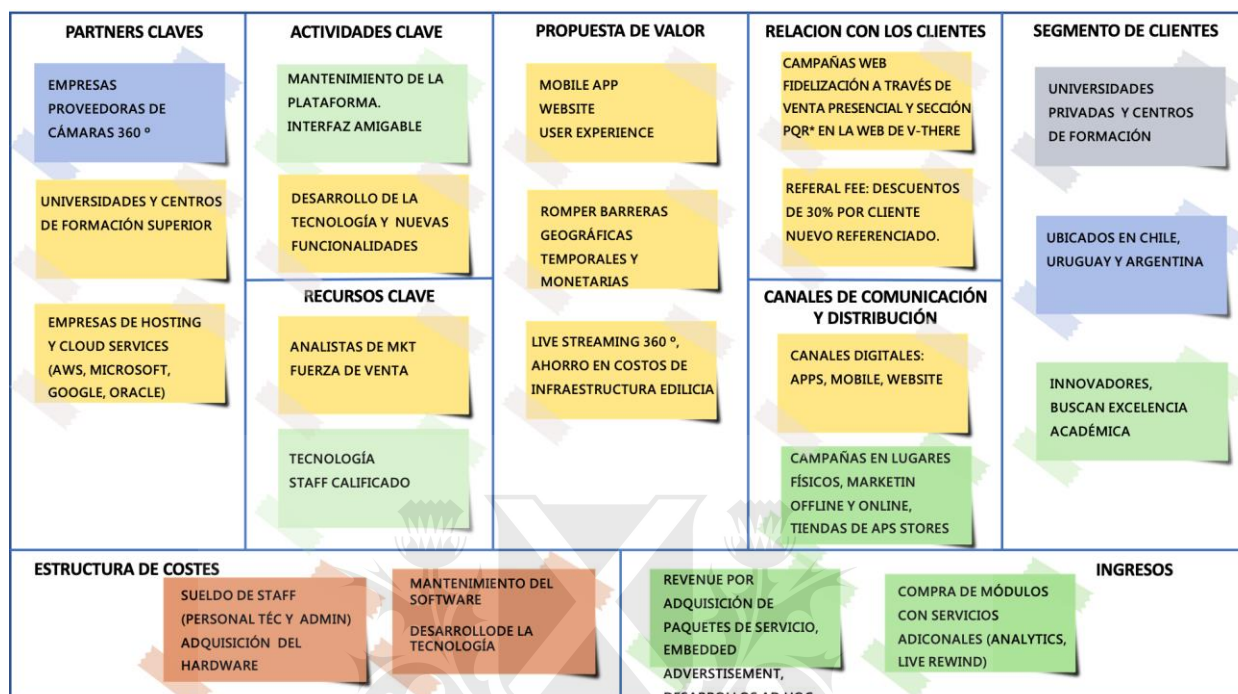 PARTNERS CLAVES
EMPRESAS
PROVEEDORAS DE
CÁMARAS 360 º
UNIVERSIDADES Y CENTROS
DE FORMACIÓN SUPERIOR
EMPRESAS DE HOSTING
Y CLOUD SERVICES
(AWS, MICROSOFT,
GOOGLE, ORACLE)
ACTIVIDADES CLAVE
MANTENIMIENTO DE LA
PLATAFORMA.
INTERFAZ AMIGABLE
DESARROLLO DE LA
TECNOLOGÍA Y NUEVAS
FUNCIONALIDADES
RECURSOS CLAVE
ANALISTAS DE MKT
FUERZA DE VENTA
TECNOLOGÍA
STAFF CALIFICADO
PROPUESTA DE VALOR
MOBILE APP
WEBSITE
USER EXPERIENCE
ROMPER BARRERAS
GEOGRÁFICAS
TEMPORALES Y
MONETARIAS
LIVE STREAMING 360 º,
AHORRO EN COSTOS DE
INFRAESTRUCTURA EDILICIA
RELACION CON LOS CLIENTES
CAMPAÑAS WEB
FIDELIZACIÓN A TRAVÉS DE
VENTA PRESENCIAL Y SECCIÓN
PQR* EN LA WEB DE V-THERE
REFERAL FEE: DESCUENTOS
DE 30% POR CLIENTE
NUEVO REFERENCIADO.
CANALES DE COMUNICACIÓN
Y DISTRIBUCIÓN
CANALES DIGITALES:
APPS, MOBILE, WEBSITE
CAMPAÑAS EN LUGARES
FÍSICOS, MARKETIN
OFFLINE Y ONLINE,
TIENDAS DE APS STORES
SEGMENTO DE CLIENTES
UNIVERSIDADES
PRIVADAS Y CENTROS
DE FORMACIÓN
UBICADOS EN CHILE,
URUGUAY Y ARGENTINA
INNOVADORES,
BUSCAN EXCELENCIA
ACADÉMICA
ESTRUCTURA DE COSTES
SUELDO DE STAFF
(PERSONAL TÉC Y ADMIN)
ADQUISICIÓN DEL
HARDWARE
MANTENIMIENTO DEL
SOFTWARE
DESARROLLODE LA
TECNOLOGÍA
INGRESOS
REVENUE POR
ADQUISICIÓN DE
PAQUETES DE SERVICIO,
EMBEDDED
ADVERSTISEMENT,
DESARROLLOS AD HOC
COMPRA DE MÓDULOS
CON SERVICIOS
ADICONALES (ANALYTICS,
LIVE REWIND)